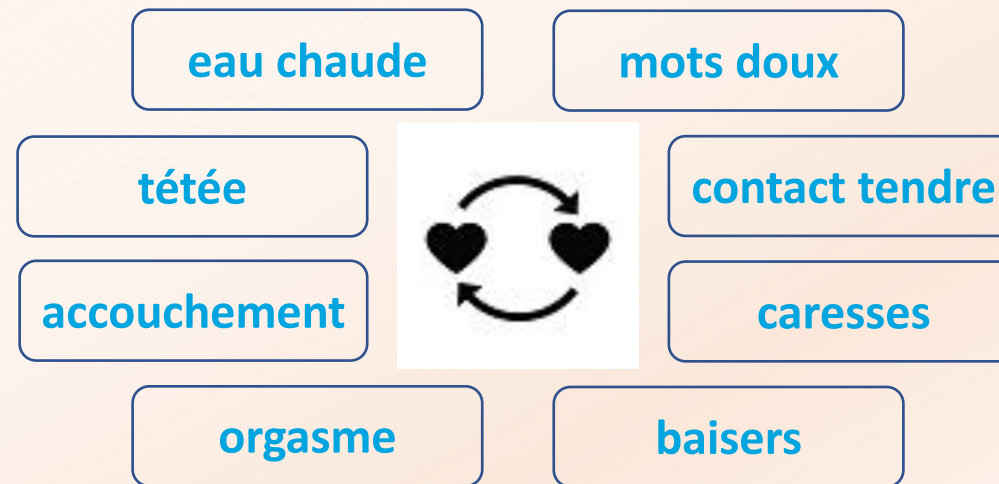 eau chaude
mots doux
tétée
contact tendre
accouchement
caresses
orgasme
baisers